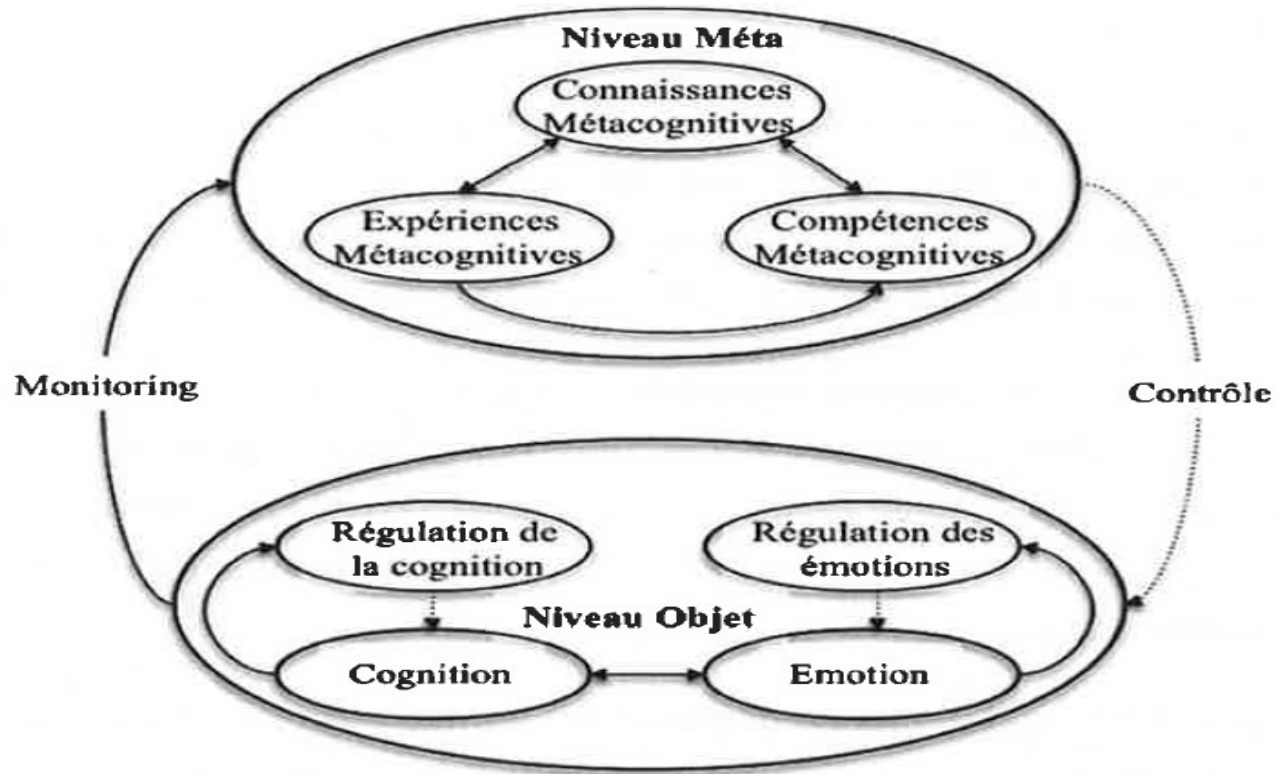 Niveau Méta
Connaissances
Métacognitives
Expériences
Métacognitives
Compétences
Métacognitives
Monitoring
Contrôle
Régulation de
la cognition
Régulation des
émotions
Niveau Objet
Cognition
Emotion